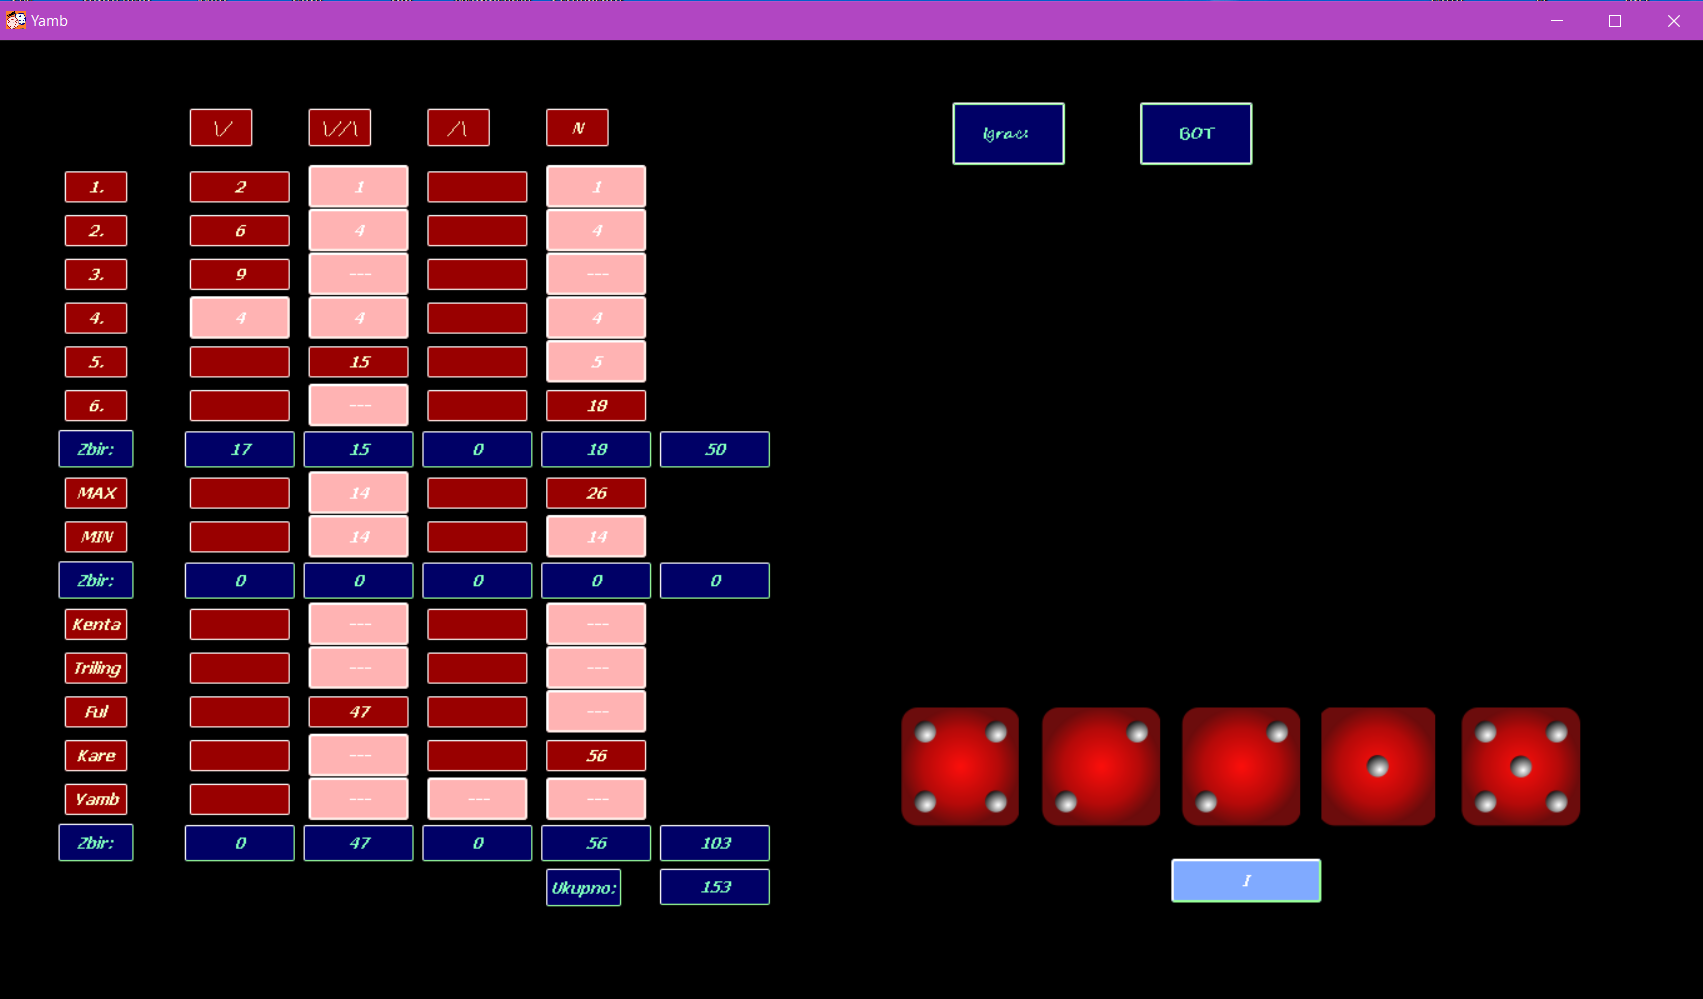 Yamb
\/ \//\ /\ N
Igrac: BOT
1. 2 1 1
2. 6 4 4
3. 9 --- ---
4. 4 4 4
5. 15 5
6. --- 18
Zbir: 17 15 0 18 50
MAX 14 26
MIN 14 14
Zbir: 0 0 0 0 0
Kenta --- ---
Triling --- ---
Ful 47 ---
Kare --- 56
Yamb --- --- ---
Zbir: 0 47 0 56 103
Ukupno: 153
I